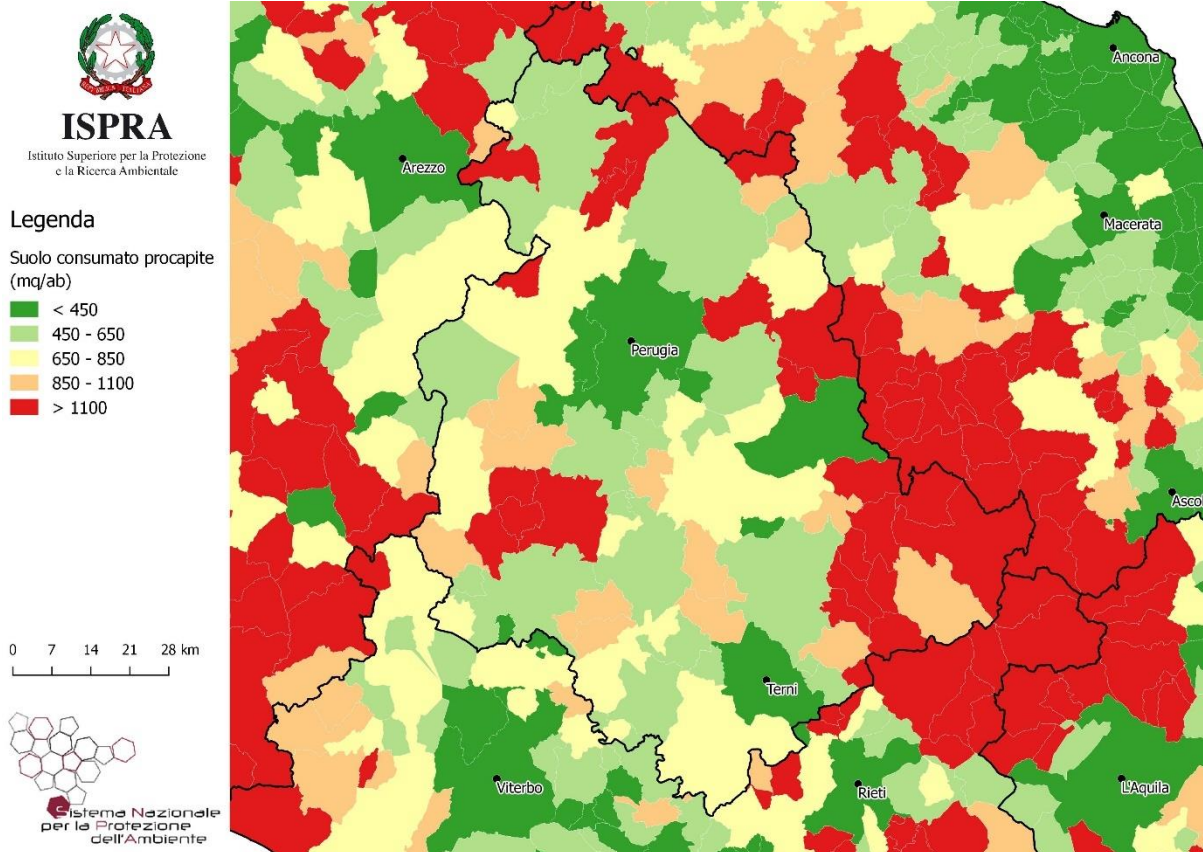 ISPRA
Istituto Superiore per la Protezione
e la Ricerca Ambientale
Legenda
Suolo consumato procapite
(mq/ab)
< 450
450 - 650
650 - 850
850 - 1100
> 1100
0 7 14 21 28 km
Sistema Nazionale
per la Protezione
dell'Ambiente
Ancona
Arezzo
Macerata
Perugia
Asco
Terni
Viterbo
Rieti
L'Aquila